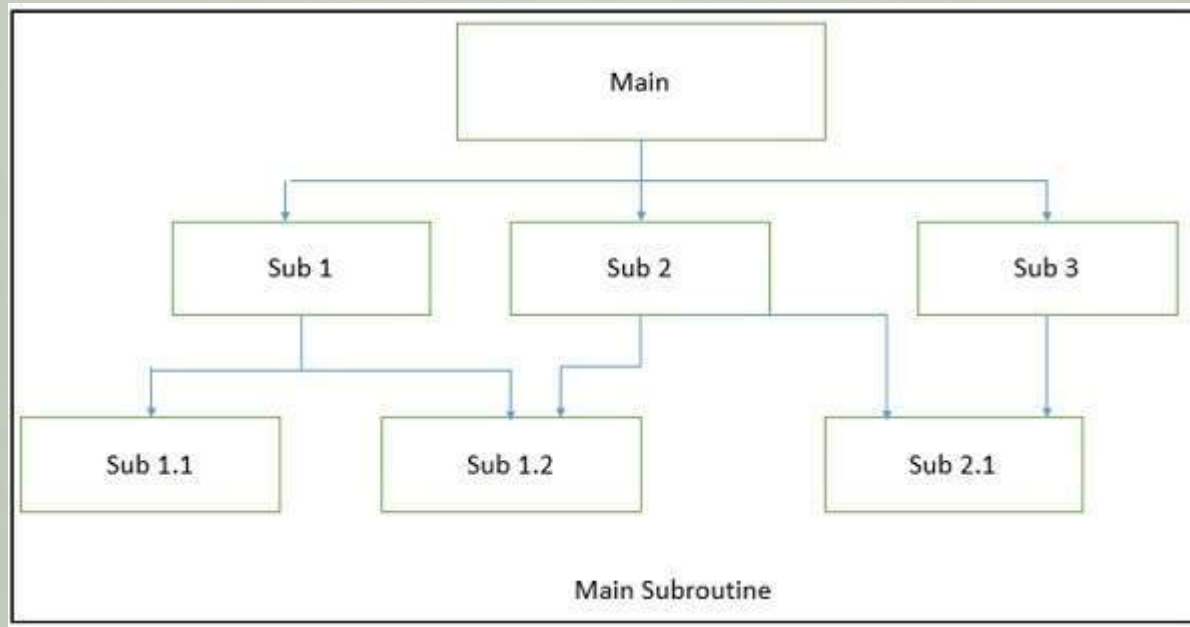 Main
Sub 1
Sub 2
Sub 3
Sub 1.1
Sub 1.2
Sub 2.1
Main Subroutine